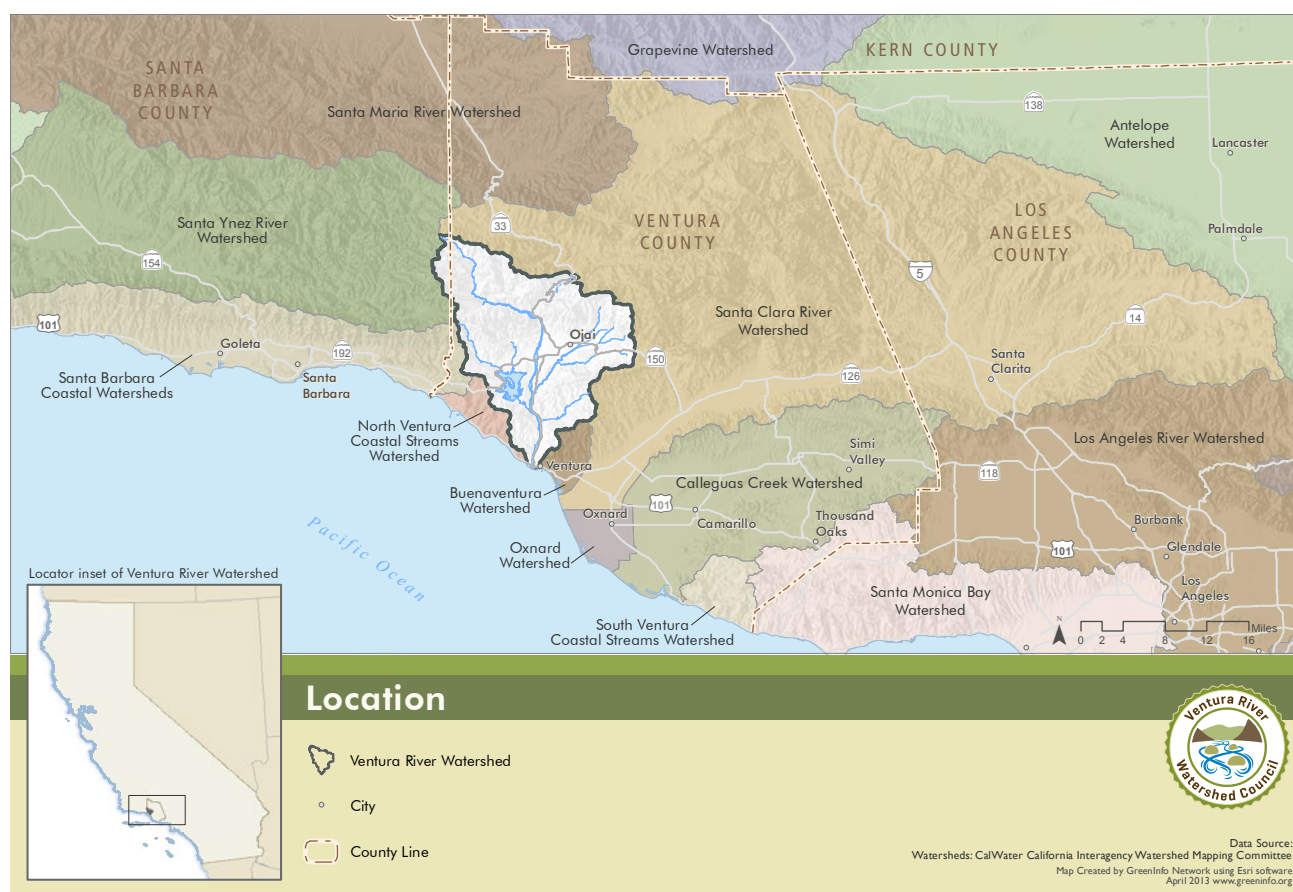 Grapevine Watershed
KERN COUNTY
SANTA
BARBARA
COUNTY
Santa Maria River Watershed
138
Antelope
Watershed
Lancaster
Santa Ynez River
Watershed
33
VENTURA
COUNTY
LOS
ANGELES
COUNTY
Palmdale
154
5
101
Goleta
192
Ojai
Santa Clara River
Watershed
14
150
126
Santa
Clarita
Santa Barbara
Coastal Watersheds
Santa
Barbara
North Ventura
Coastal Streams
Watershed
Simi
Valley
Los Angeles River Watershed
Ventura
118
Calleguas Creek Watershed
Buenaventura
Watershed
101
Oxnard
Camarillo
Thousand
Oaks
Burbank
Pacific Ocean
Oxnard
Watershed
101
Glendale
Los
Angeles
Santa Monica Bay
Watershed
South Ventura
Coastal Streams Watershed
N
0 2 4 8 12 16
Miles
Locator inset of Ventura River Watershed
Location
Ventura River Watershed
City
County Line
Ventura River
Watershed Council
Data Source:
Watersheds: CalWater California Interagency Watershed Mapping Committee
Map Created by GreenInfo Network using Esri software
April 2013 www.greeninfo.org